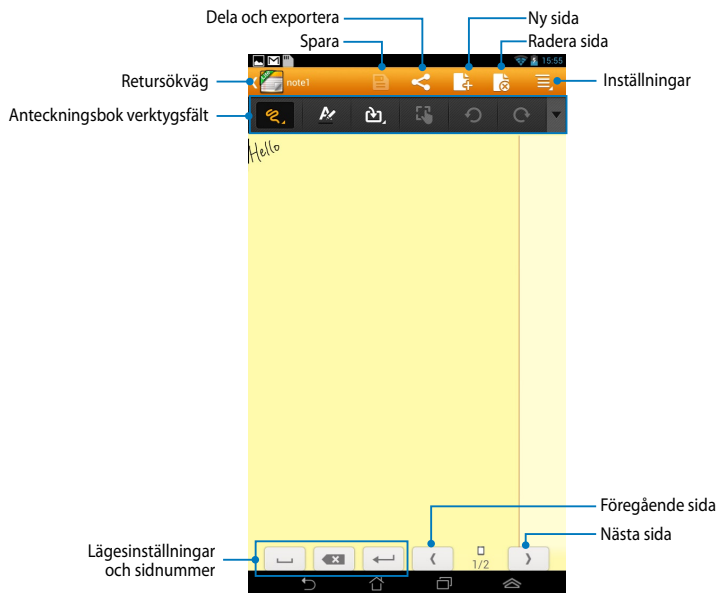 Dela och exportera
Ny sida
Spara
Radera sida
15:55
Retursökväg
note1
Inställningar
Anteckningsbok verktygsfält
Hello
Föregående sida
Nästa sida
Lägesinställningar
och sidnummer
1/2